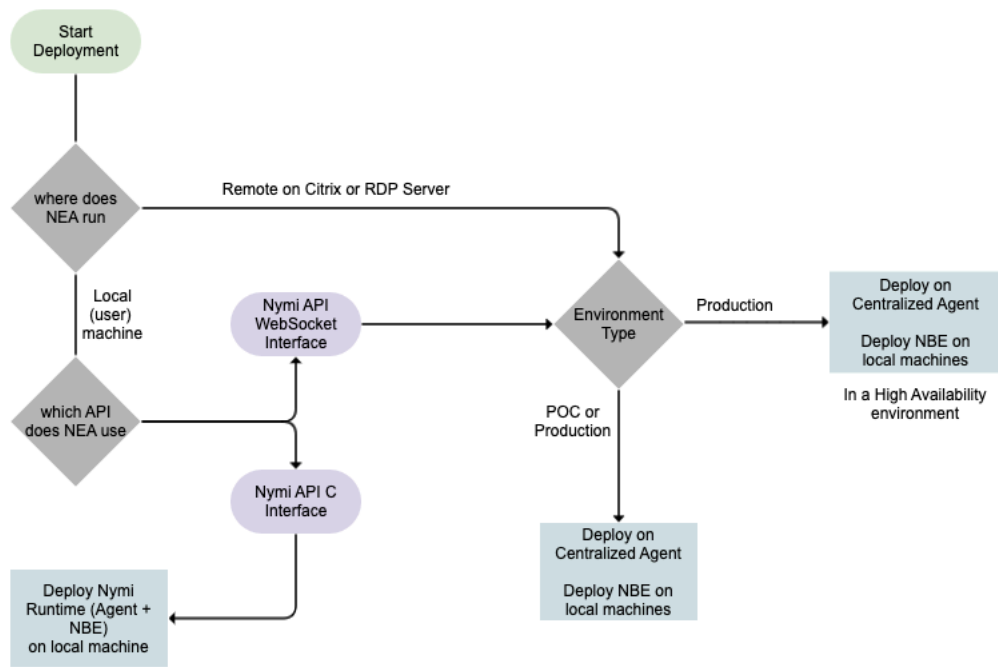 Start
Deployment
where does
NEA run
Remote on Citrix or RDP Server
Local
(user)
machine
which API
does NEA use
Nymi API
WebSocket
Interface
Nymi API C
Interface
Deploy Nymi
Runtime (Agent +
NBE)
on local machine
Environment
Type
Production
Deploy on
Centralized Agent
Deploy NBE on
local machines
In a High Availability
environment
POC or
Production
Deploy on
Centralized Agent
Deploy NBE on
local machines